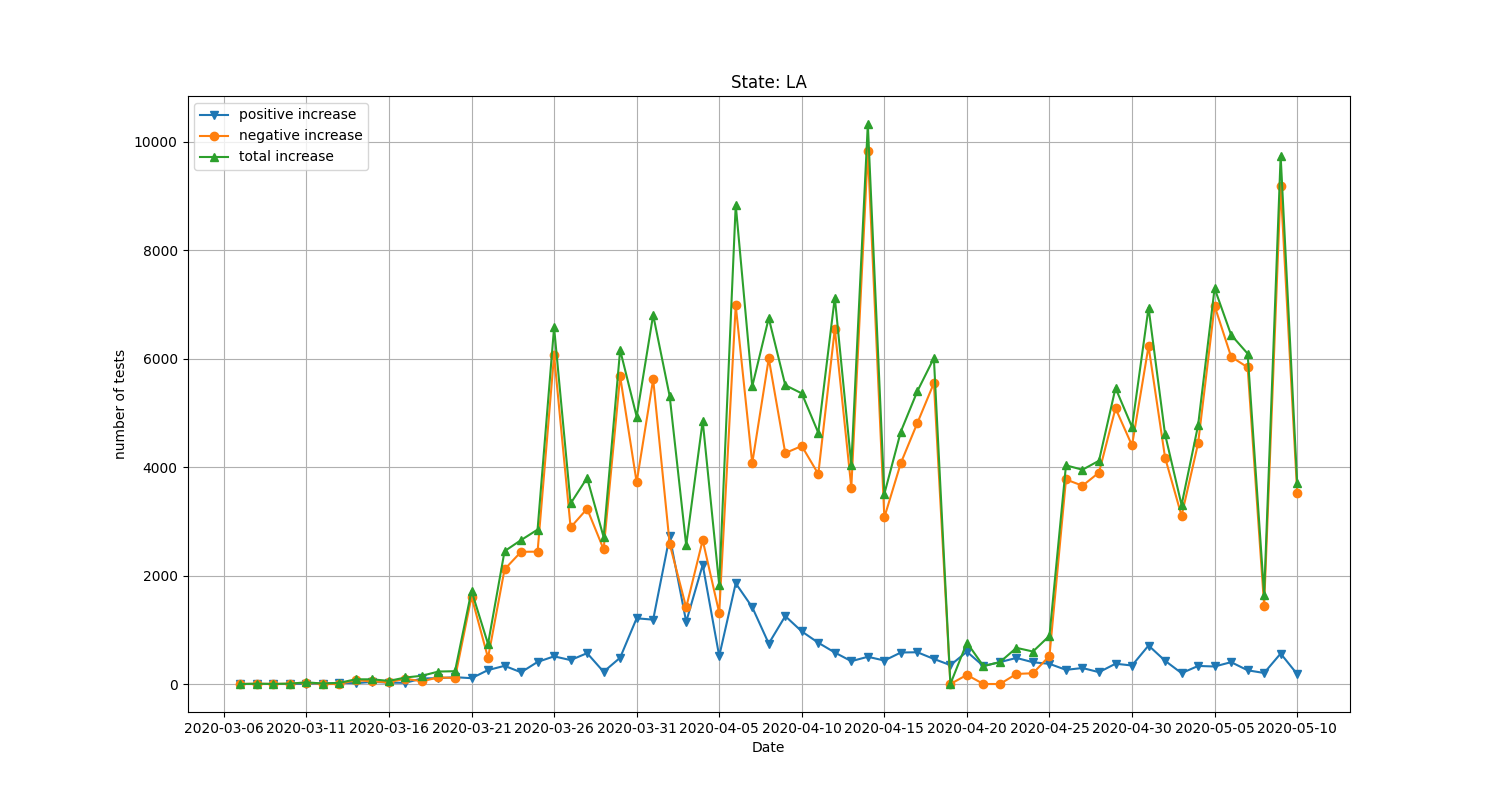 State: LA
positive increase
negative increase
total increase
10000
8000
6000
4000
2000
0
number of tests
2020-03-06 2020-03-11 2020-03-16 2020-03-21 2020-03-26 2020-03-31 2020-04-05 2020-04-10 2020-04-15 2020-04-20 2020-04-25 2020-04-30 2020-05-05 2020-05-10
Date